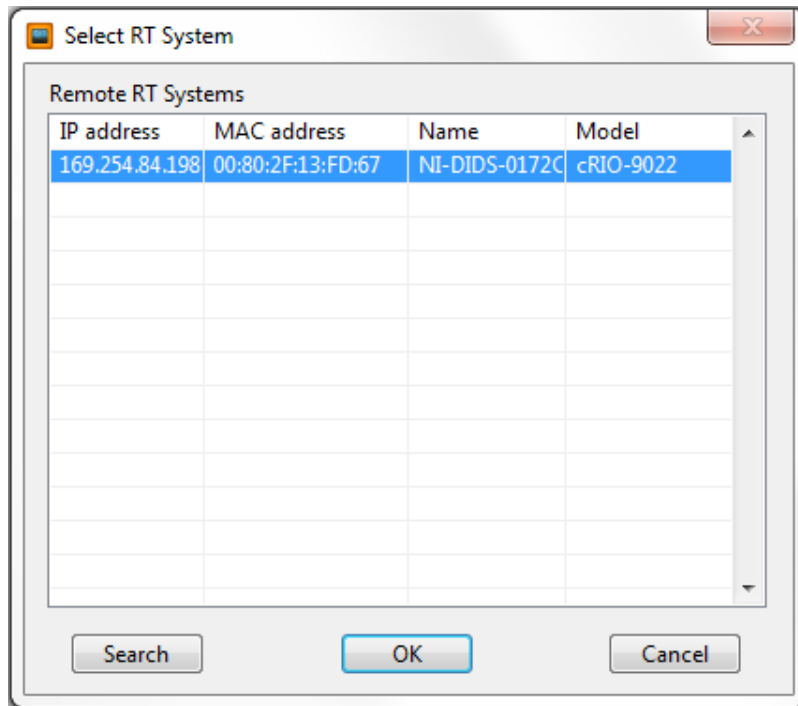 Select RT System
Remote RT Systems
IP address MAC address Name Model
169.254.84.198 00:80:2F:13:FD:67 NI-DIDS-0172C cRIO-9022
Search OK Cancel